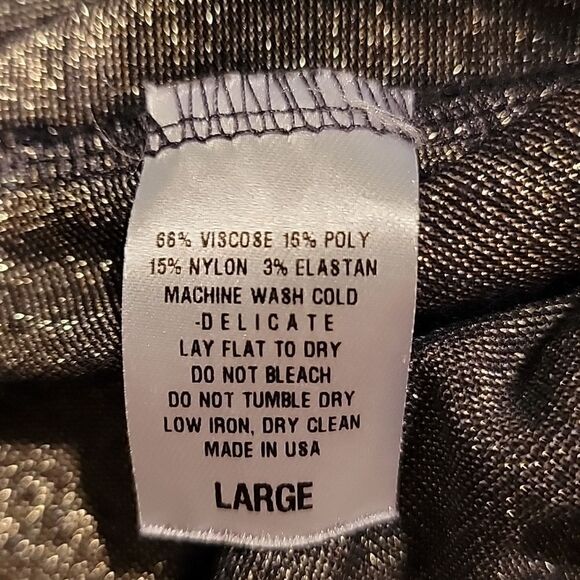 66% VISCOSE 16% POLY
15% NYLON 3% ELASTAN
MACHINE WASH COLD
-DELICATE
LAY FLAT TO DRY
DO NOT BLEACH
DO NOT TUMBLE DRY
LOW IRON, DRY CLEAN
MADE IN USA
LARGE